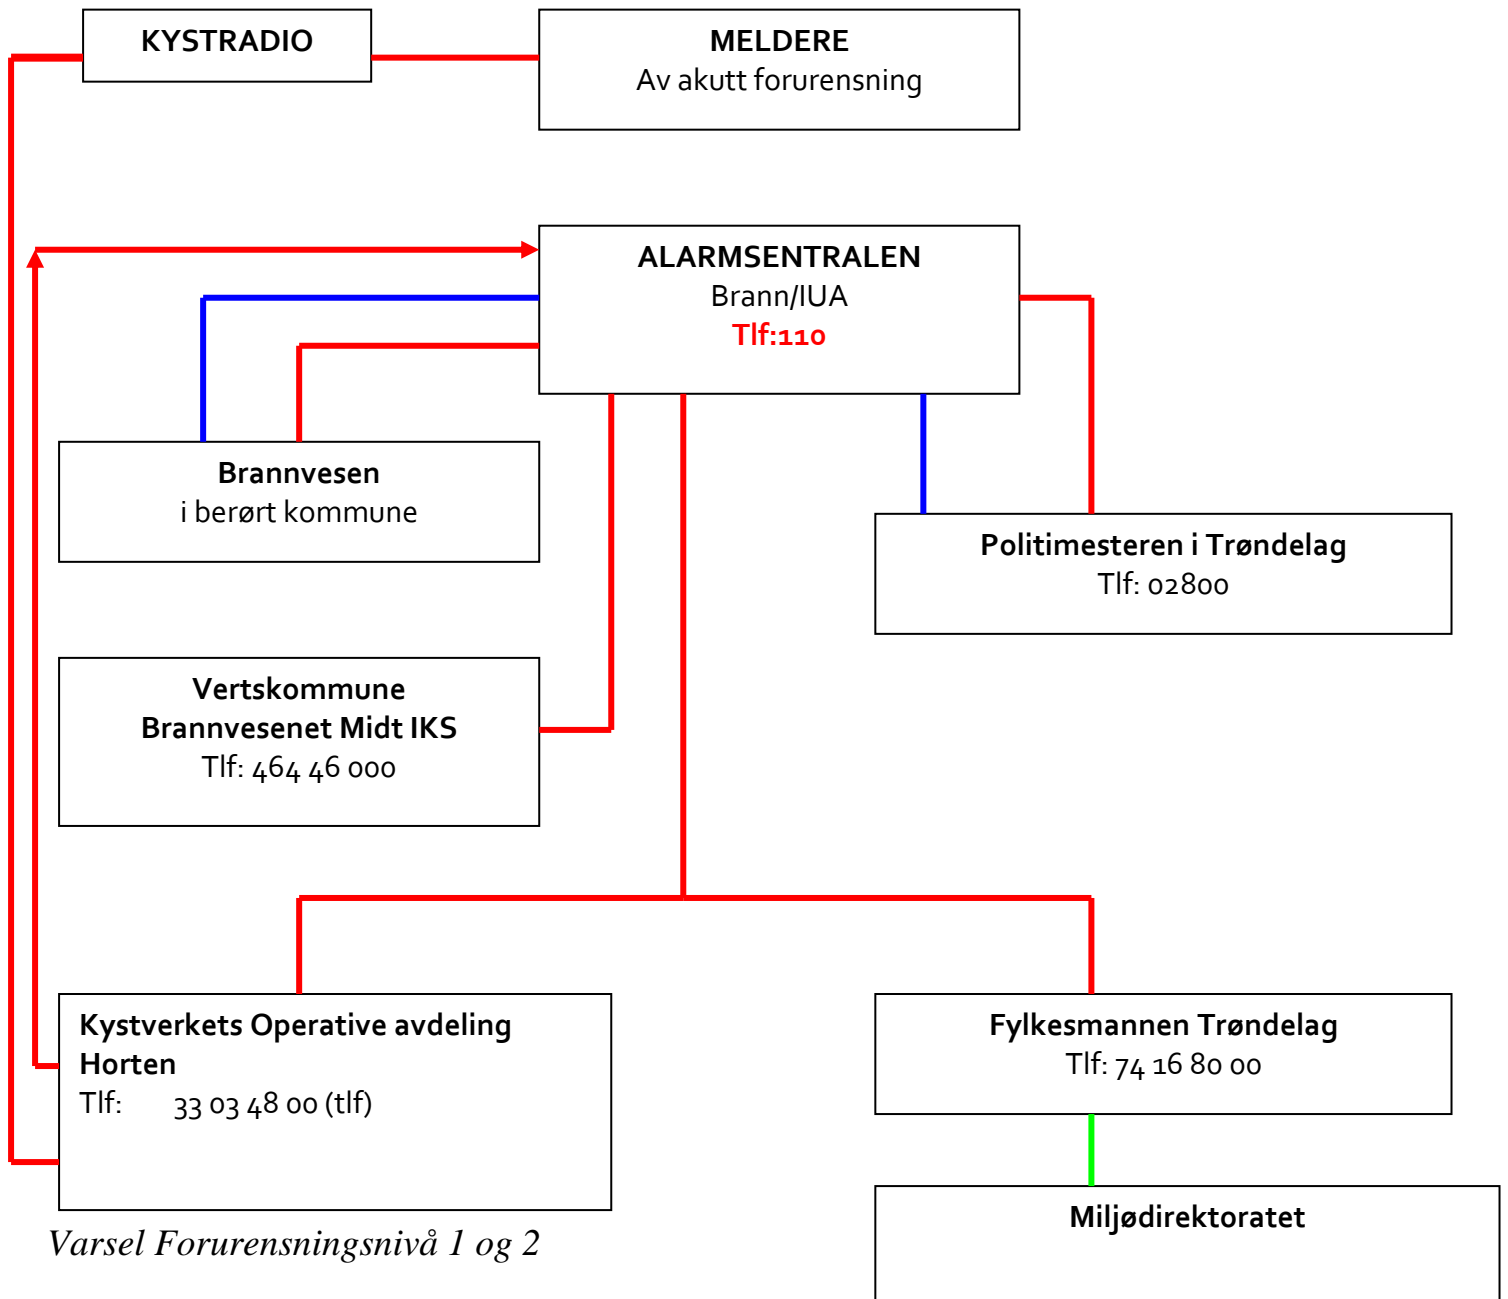 KYSTRADIO
MELDERE
Av akutt forurensning
ALARMSENTRALEN
Brann/IUA
Tlf:110
Brannvesen
i berørt kommune
Politimesteren i Trøndelag
Tlf: 02800
Vertskommune
Brannvesenet Midt IKS
Tlf: 464 46 000
Kystverkets Operative avdeling
Horten
Tlf: 33 03 48 00 (tlf)
Fylkesmannen Trøndelag
Tlf: 74 16 80 00
Miljødirektoratet
Varsel Forurensningsnivå 1 og 2